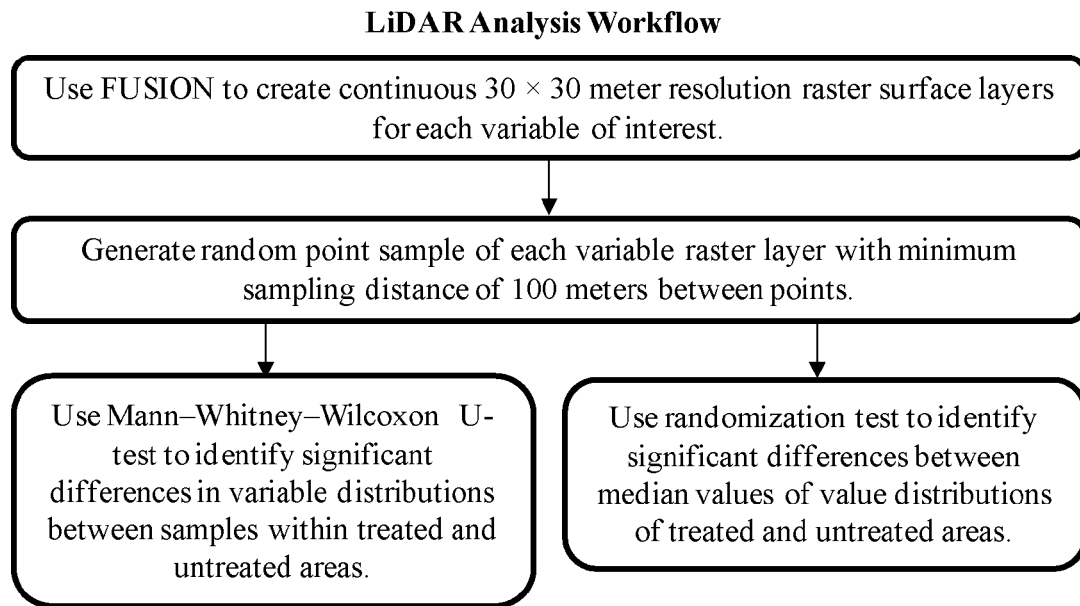 LiDAR Analysis Workflow
Use FUSION to create continuous 30 × 30 meter resolution raster surface layers
for each variable of interest.
Generate random point sample of each variable raster layer with minimum
sampling distance of 100 meters between points.
Use Mann–Whitney–Wilcoxon U-
test to identify significant
differences in variable distributions
between samples within treated and
untreated areas.
Use randomization test to identify
significant differences between
median values of value distributions
of treated and untreated areas.